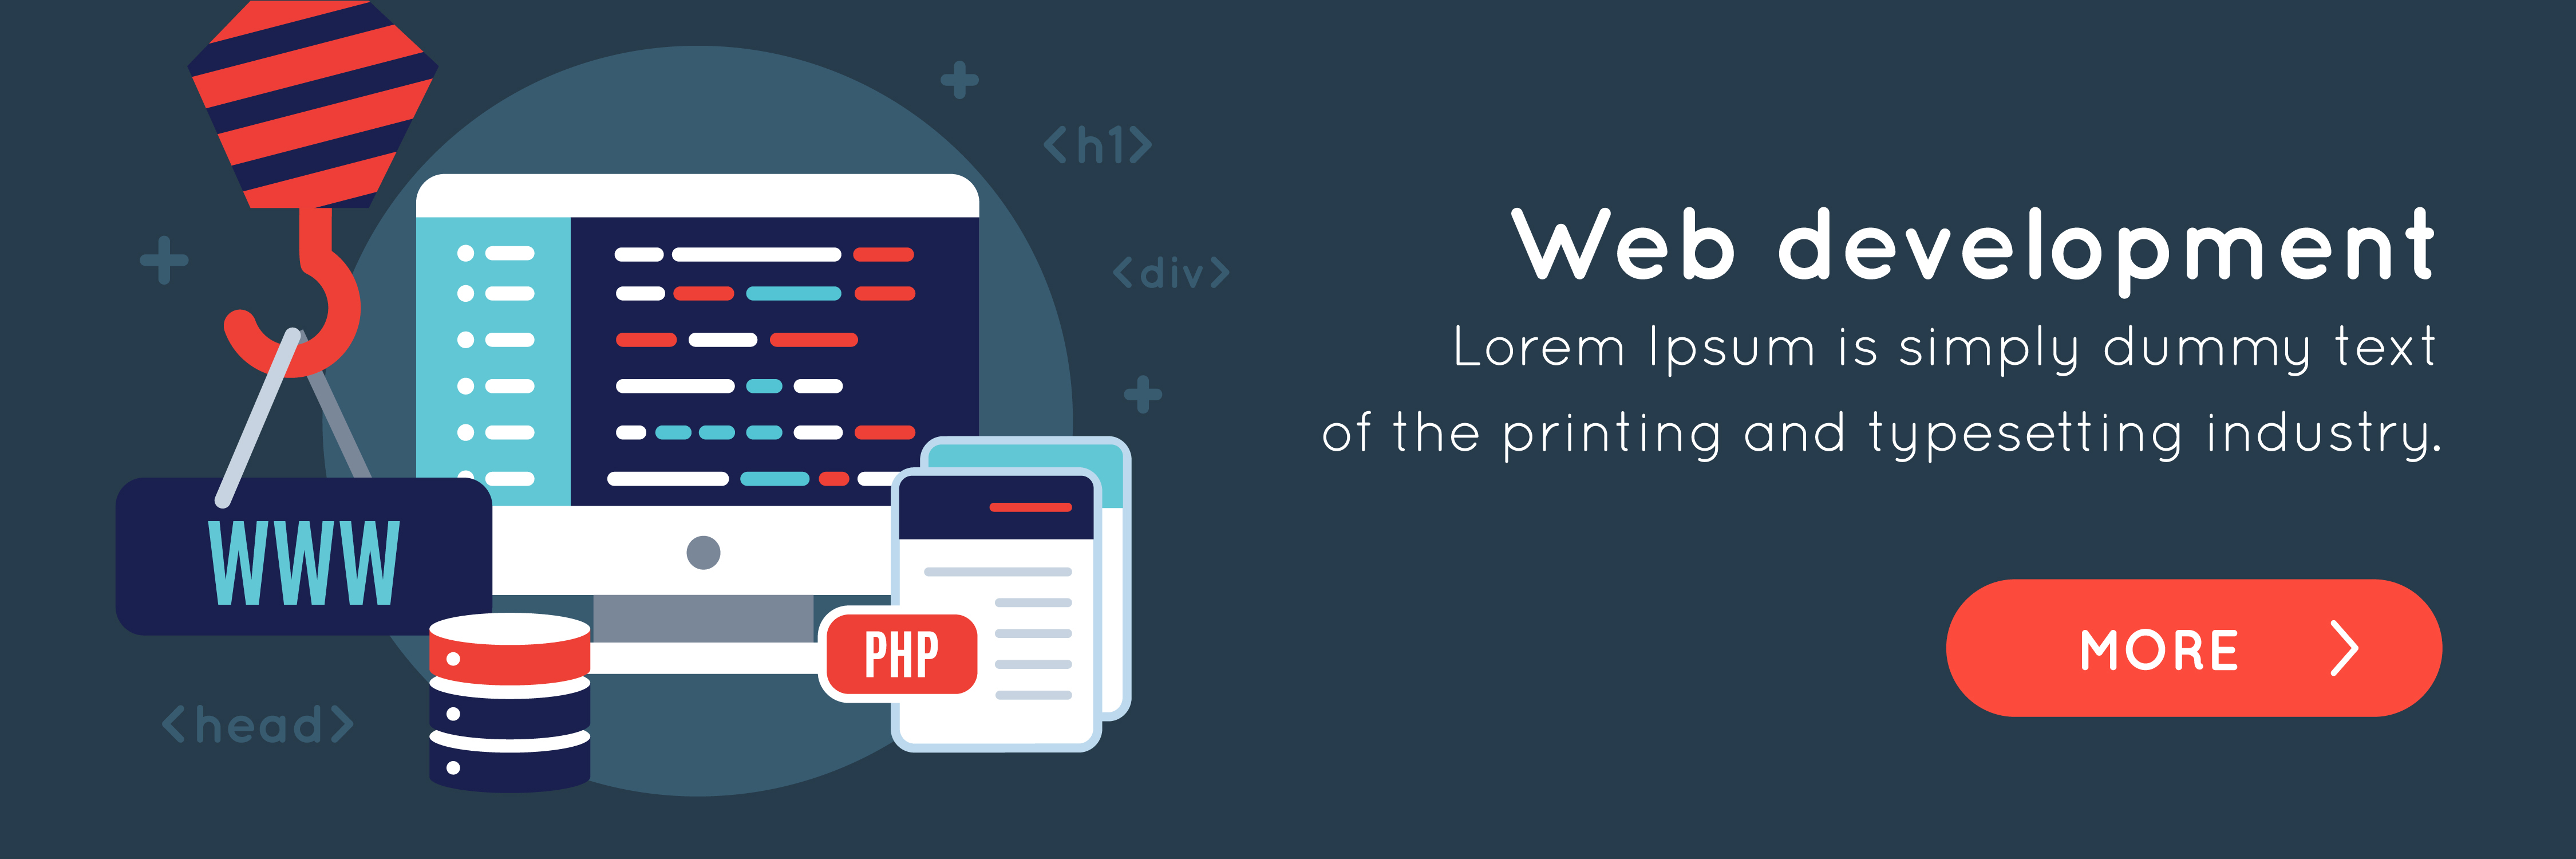 <h1>
<div>
Web development
Lorem Ipsum is simply dummy text
of the printing and typesetting industry.
WWW
PHP
MORE
<head>